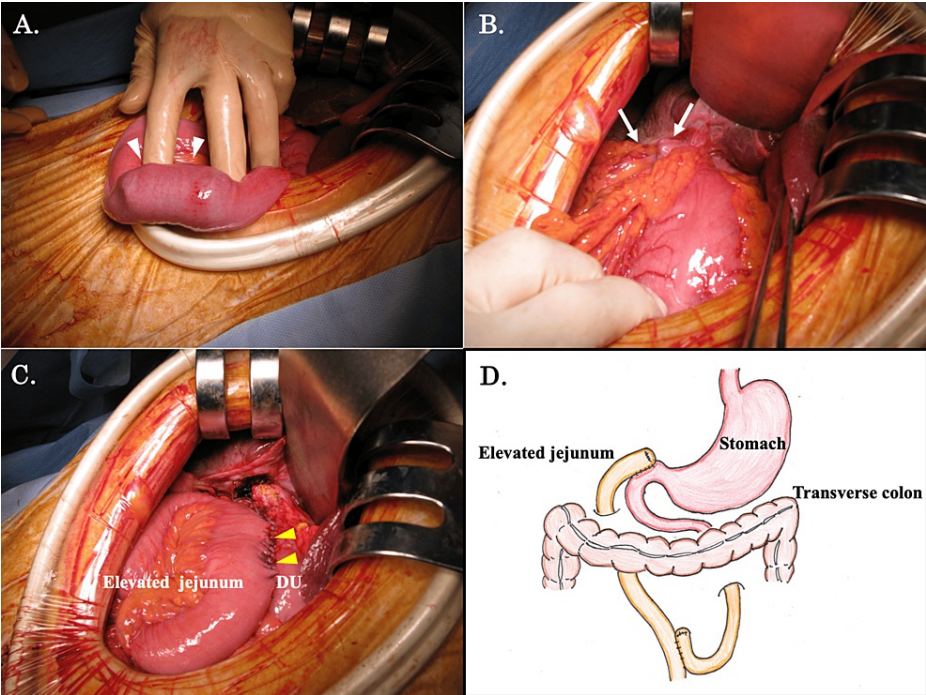 A.
B.
C.
Elevated jejunum
DU
D.
Stomach
Elevated jejunum
Transverse colon